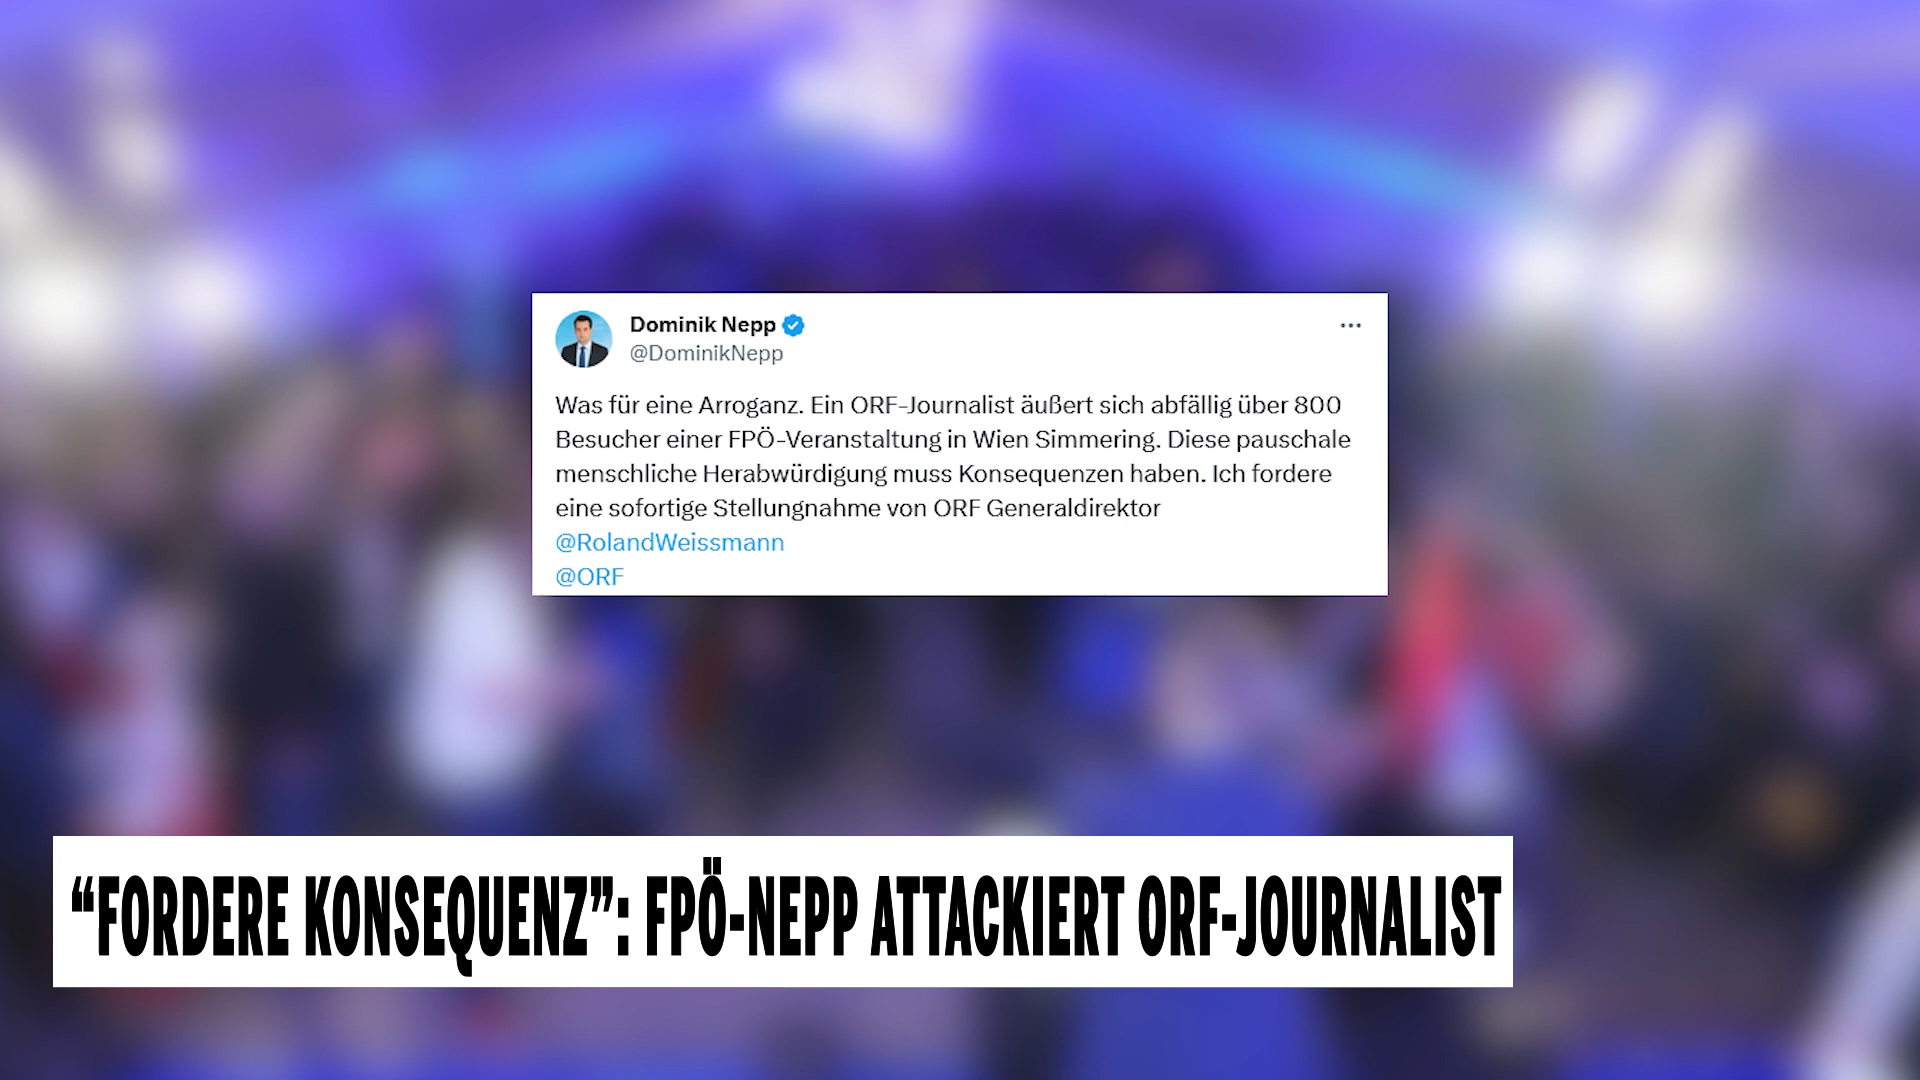 Dominik Nepp
@DominikNepp
Was für eine Arroganz. Ein ORF-Journalist äußert sich abfällig über 800
Besucher einer FPÖ-Veranstaltung in Wien Simmering. Diese pauschale
menschliche Herabwürdigung muss Konsequenzen haben. Ich fordere
eine sofortige Stellungnahme von ORF Generaldirektor
@RolandWeissmann
@ORF
“FORDERE KONSEQUENZ”: FPÖ-NEPP ATTACKIERT ORF-JOURNALIST